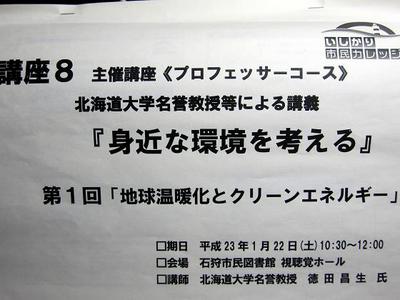 いしかり
市民カレッジ
講座8 主催講座《プロフェッサーコース》
北海道大学名誉教授等による講義
『身近な環境を考える』
第1回「地球温暖化とクリーンエネルギー」
□期日 平成23年1月22日(土)10:30~12:00
□会場 石狩市民図書館 視聴覚ホール
□講師 北海道大学名誉教授 徳田昌生 氏